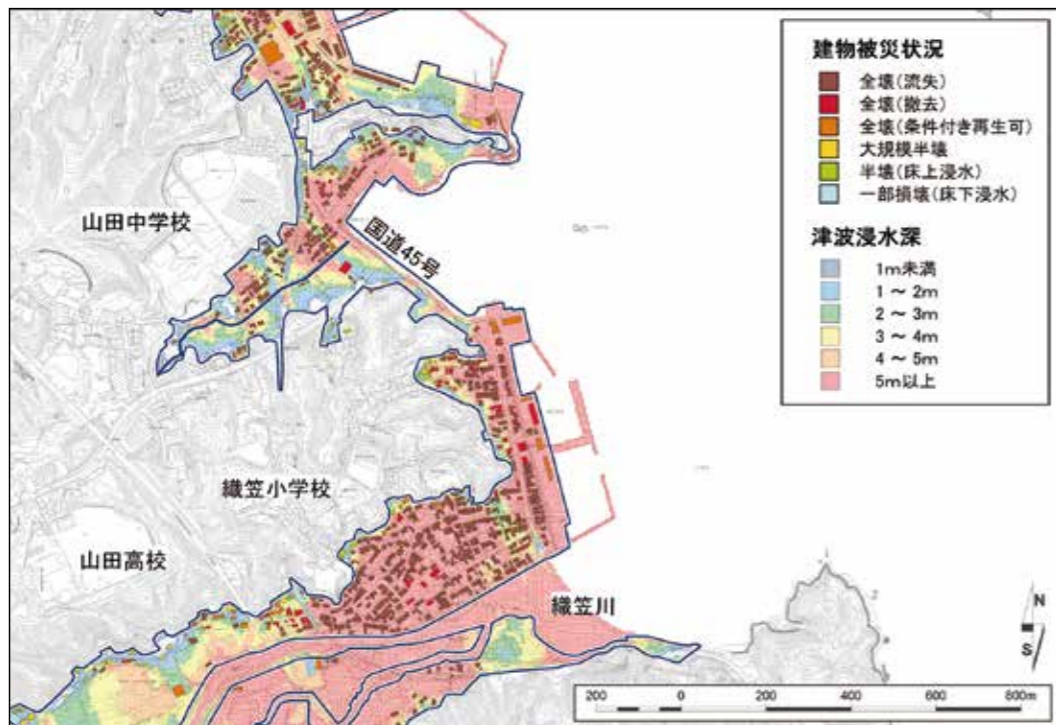 建物被災状況
全壊(流失)
全壊(撤去)
全壊(条件付き再生可)
大規模半壊
半壊(床上浸水)
一部損壊(床下浸水)
津波浸水深
1m未満
1 ～ 2m
2 ～ 3m
3 ～ 4m
4 ～ 5m
5m以上
山田中学校
国道45号
織笠小学校
山田高校
織笠川
N
S
200 0 200 400 600 800m